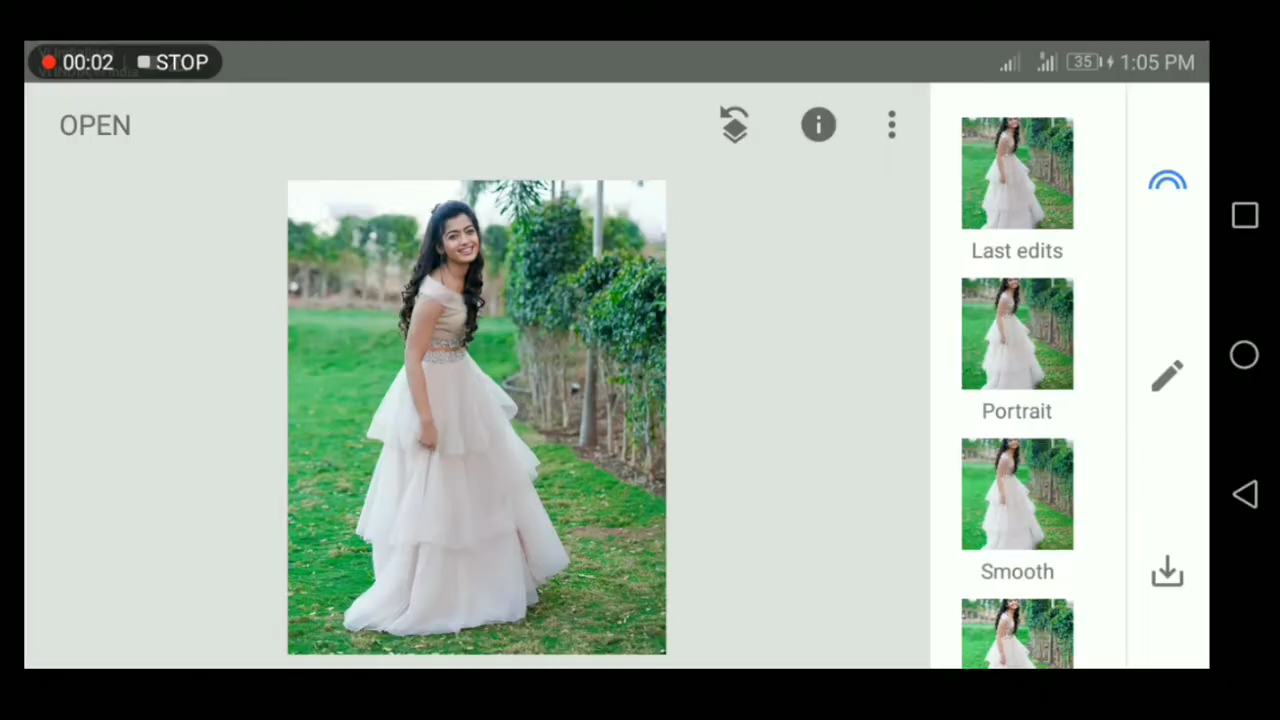 00:02 STOP
35 1:05 PM
OPEN
Last edits
Portrait
Smooth